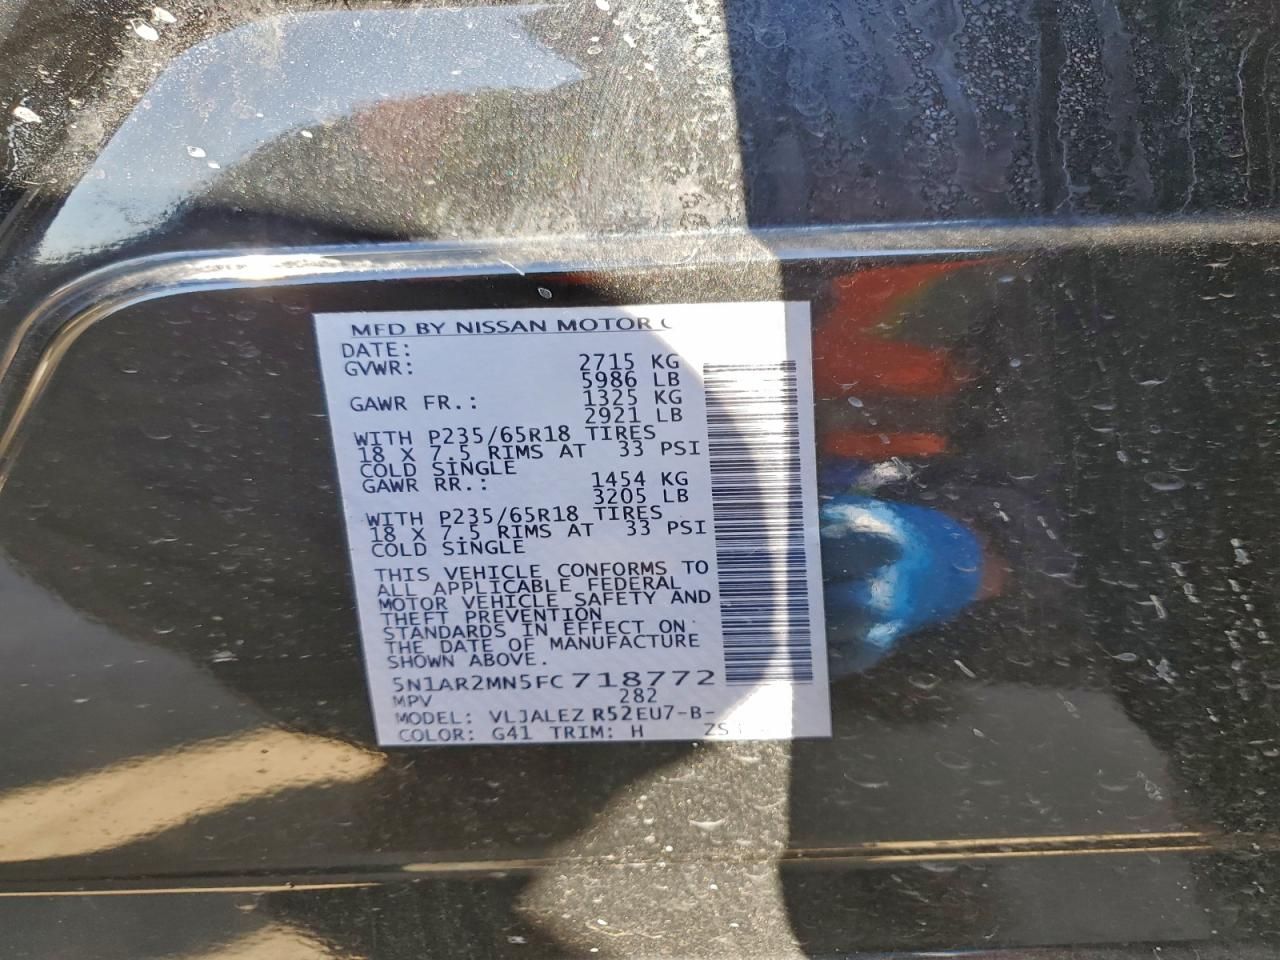 MFD BY NISSAN MOTOR
DATE:
GVWR: 2715 KG
5986 LB
GAWR FR.: 1325 KG
2921 LB
WITH P235/65R18 TIRES
18 X 7.5 RIMS AT 33 PSI
COLD SINGLE
GAWR RR.: 1454 KG
3205 LB
WITH P235/65R18 TIRES
18 X 7.5 RIMS AT 33 PSI
COLD SINGLE
THIS VEHICLE CONFORMS TO
ALL APPLICABLE FEDERAL
MOTOR VEHICLE SAFETY AND
THEFT PREVENTION
STANDARDS IN EFFECT ON
THE DATE OF MANUFACTURE
SHOWN ABOVE.
5N1AR2MN5FC718772
MPV 282
MODEL: VLJALEZ R52EU7-B-
COLOR: G41 TRIM: H ZS